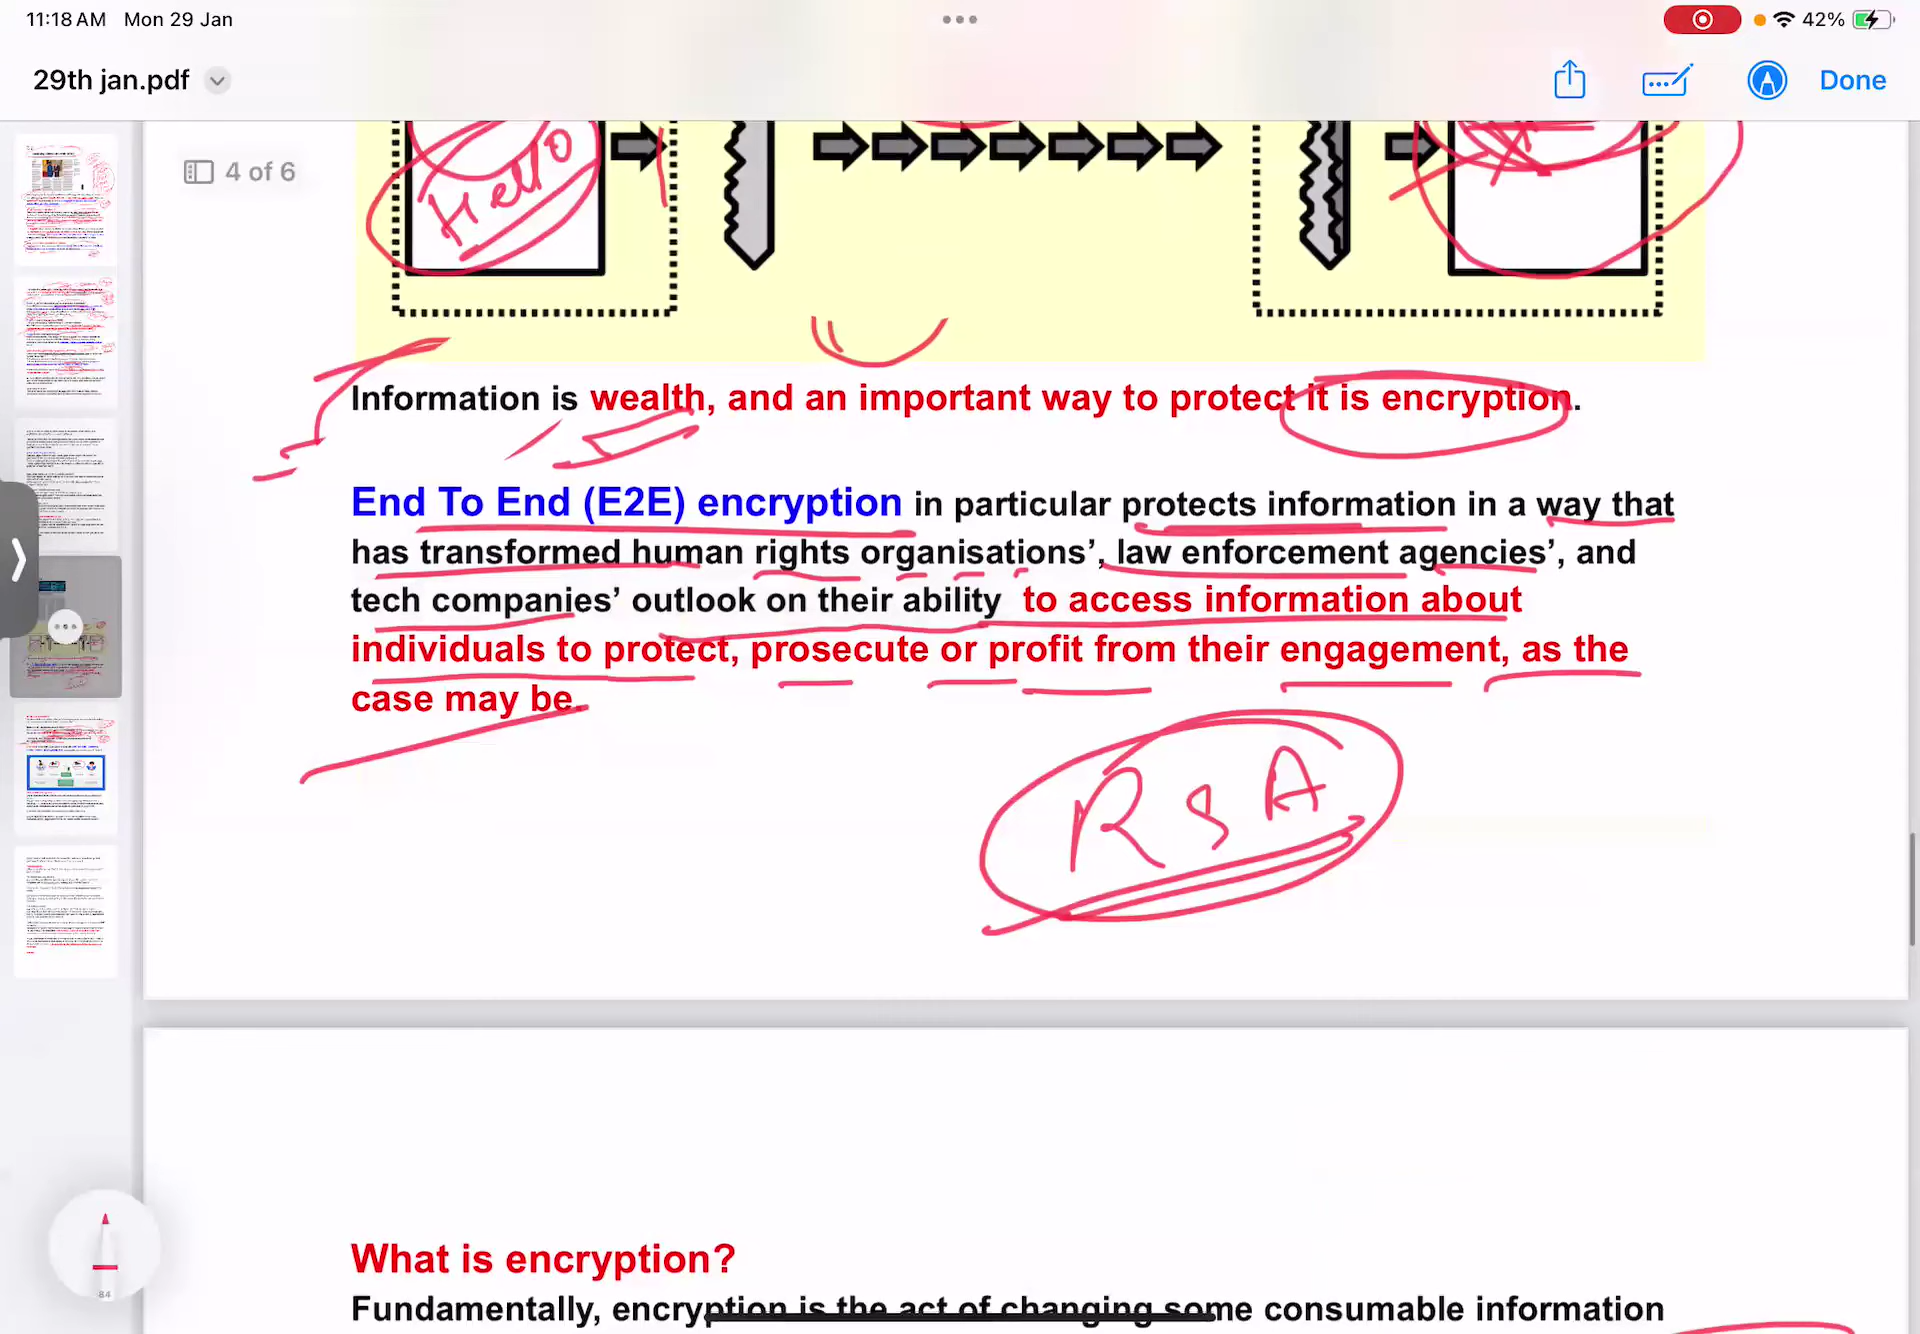 11:18 AM Mon 29 Jan
42%
29th jan.pdf
Done
4 of 6
Hello
Information is wealth, and an important way to protect it is encryption.
End To End (E2E) encryption in particular protects information in a way that
has transformed human rights organisations’, law enforcement agencies’, and
tech companies’ outlook on their ability to access information about
individuals to protect, prosecute or profit from their engagement, as the
case may be.
RSA
84
What is encryption?
Fundamentally, encryption is the act of changing some consumable information